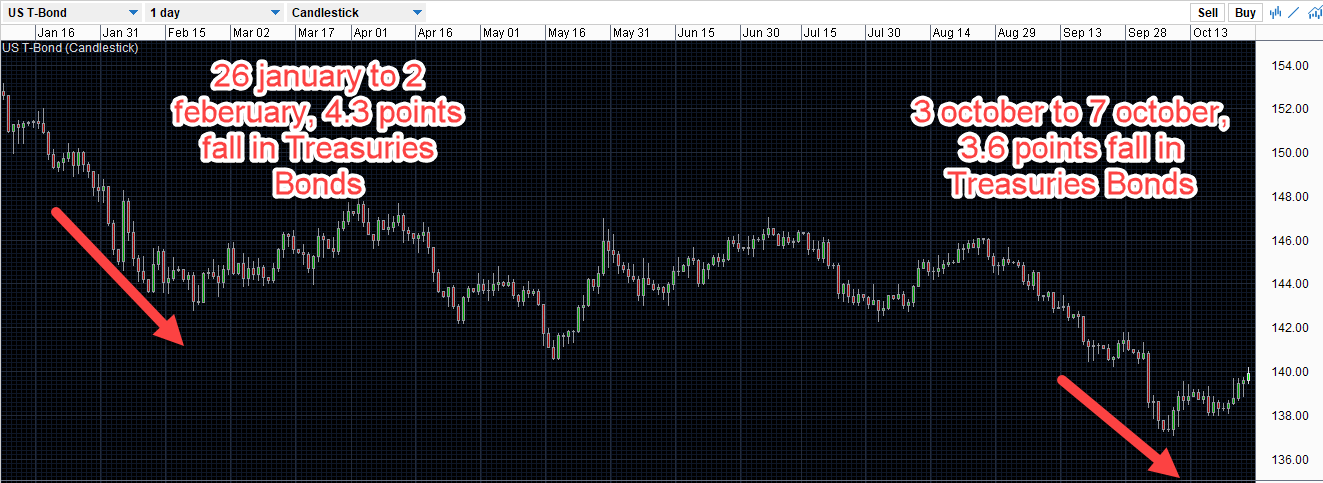 US T-Bond 1 day Candlestick Sell Buy
Jan 16 Jan 31 Feb 15 Mar 02 Mar 17 Apr 01 Apr 16 May 01 May 16 May 31 Jun 15 Jun 30 Jul 15 Jul 30 Aug 14 Aug 29 Sep 13 Sep 28 Oct 13
US T-Bond (Candlestick)
26 january to 2
feberuary, 4.3 points
fall in Treasuries
Bonds
3 october to 7 october,
3.6 points fall in
Treasuries Bonds
154.00
152.00
150.00
148.00
146.00
144.00
142.00
140.00
138.00
136.00